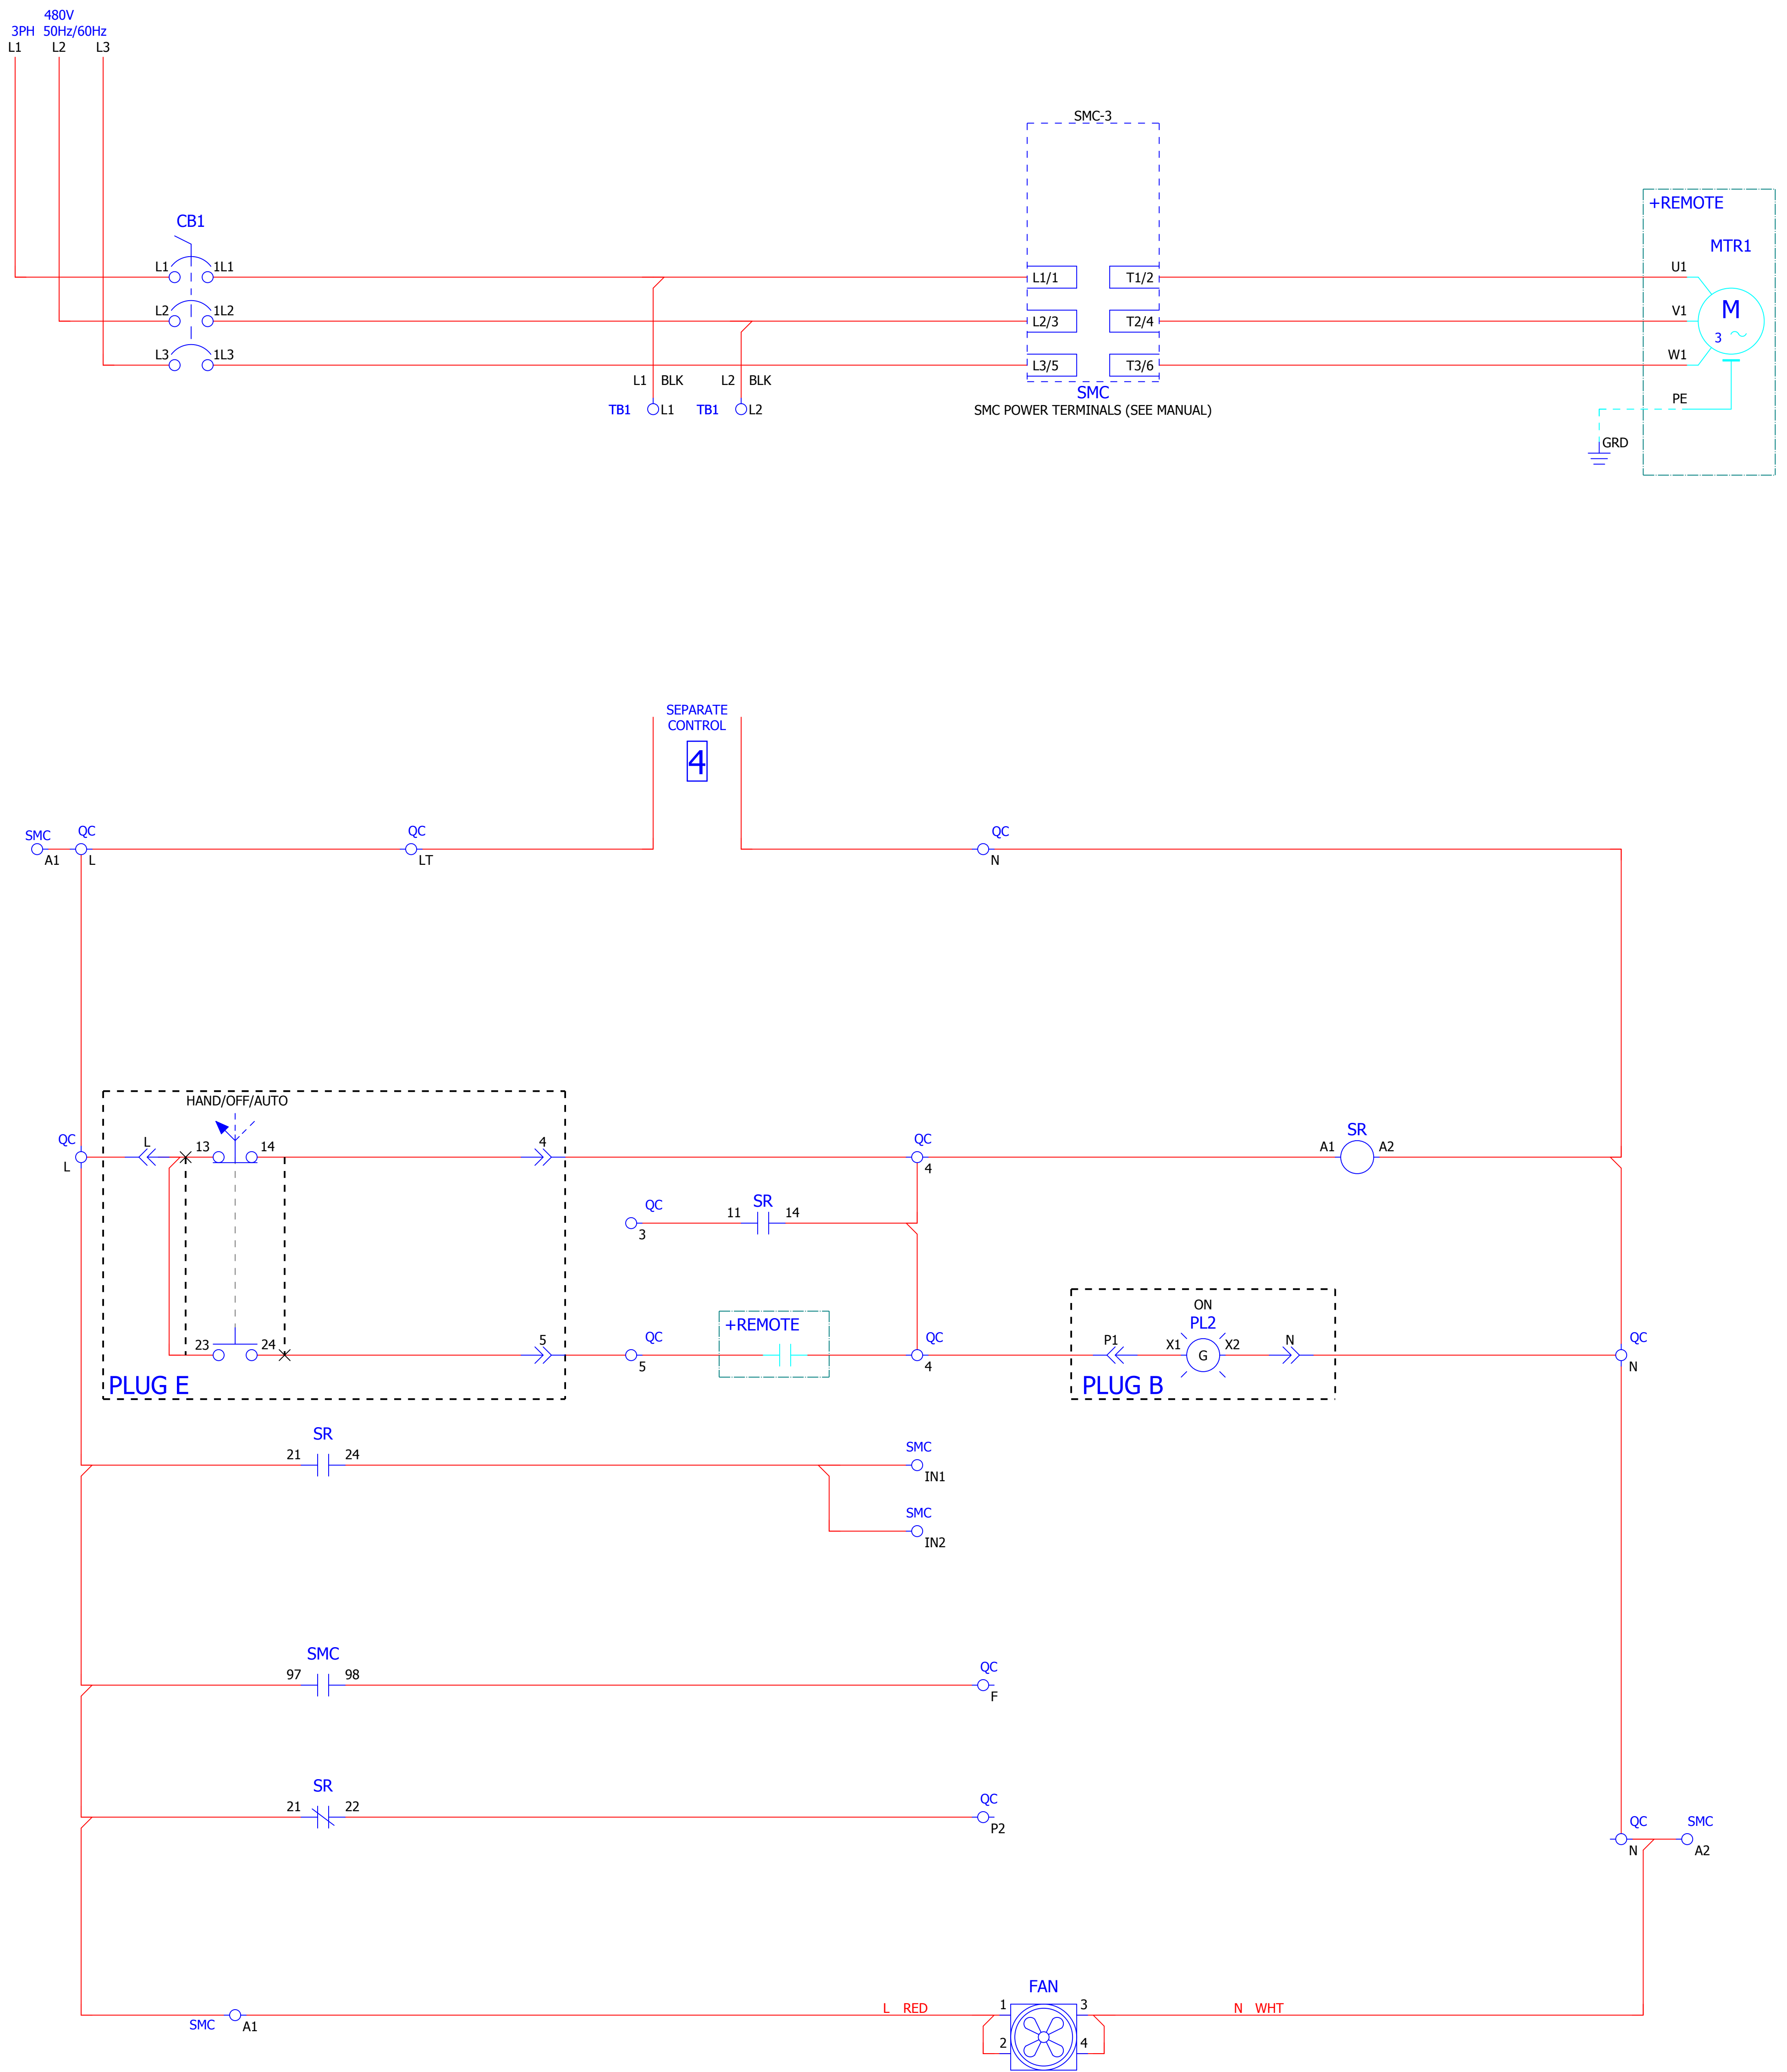 480V
3PH 50Hz/60Hz
L1 L2 L3
SMC-3
+REMOTE
CB1
MTR1
L1 1L1 L1/1 T1/2 U1
L2 1L2 L2/3 T2/4 V1
M
3
L3 1L3 L3/5 T3/6 W1
L1 BLK L2 BLK
SMC
PE
TB1 L1 TB1 L2
SMC POWER TERMINALS (SEE MANUAL)
GRD
SEPARATE
CONTROL
4
SMC QC QC QC
A1 L LT N
HAND/OFF/AUTO
QC L 13 14 4 QC SR
A1 A2
L 4
QC 11 SR 14
3
ON
+REMOTE PL2
23 24 5 QC QC P1 X1 G X2 N QC
5 4 N
PLUG E PLUG B
SR SMC
21 24
IN1
SMC
IN2
SMC QC
97 98
F
SR QC QC SMC
21 22
P2 N A2
FAN
L RED 1 3 N WHT
SMC A1
2 4